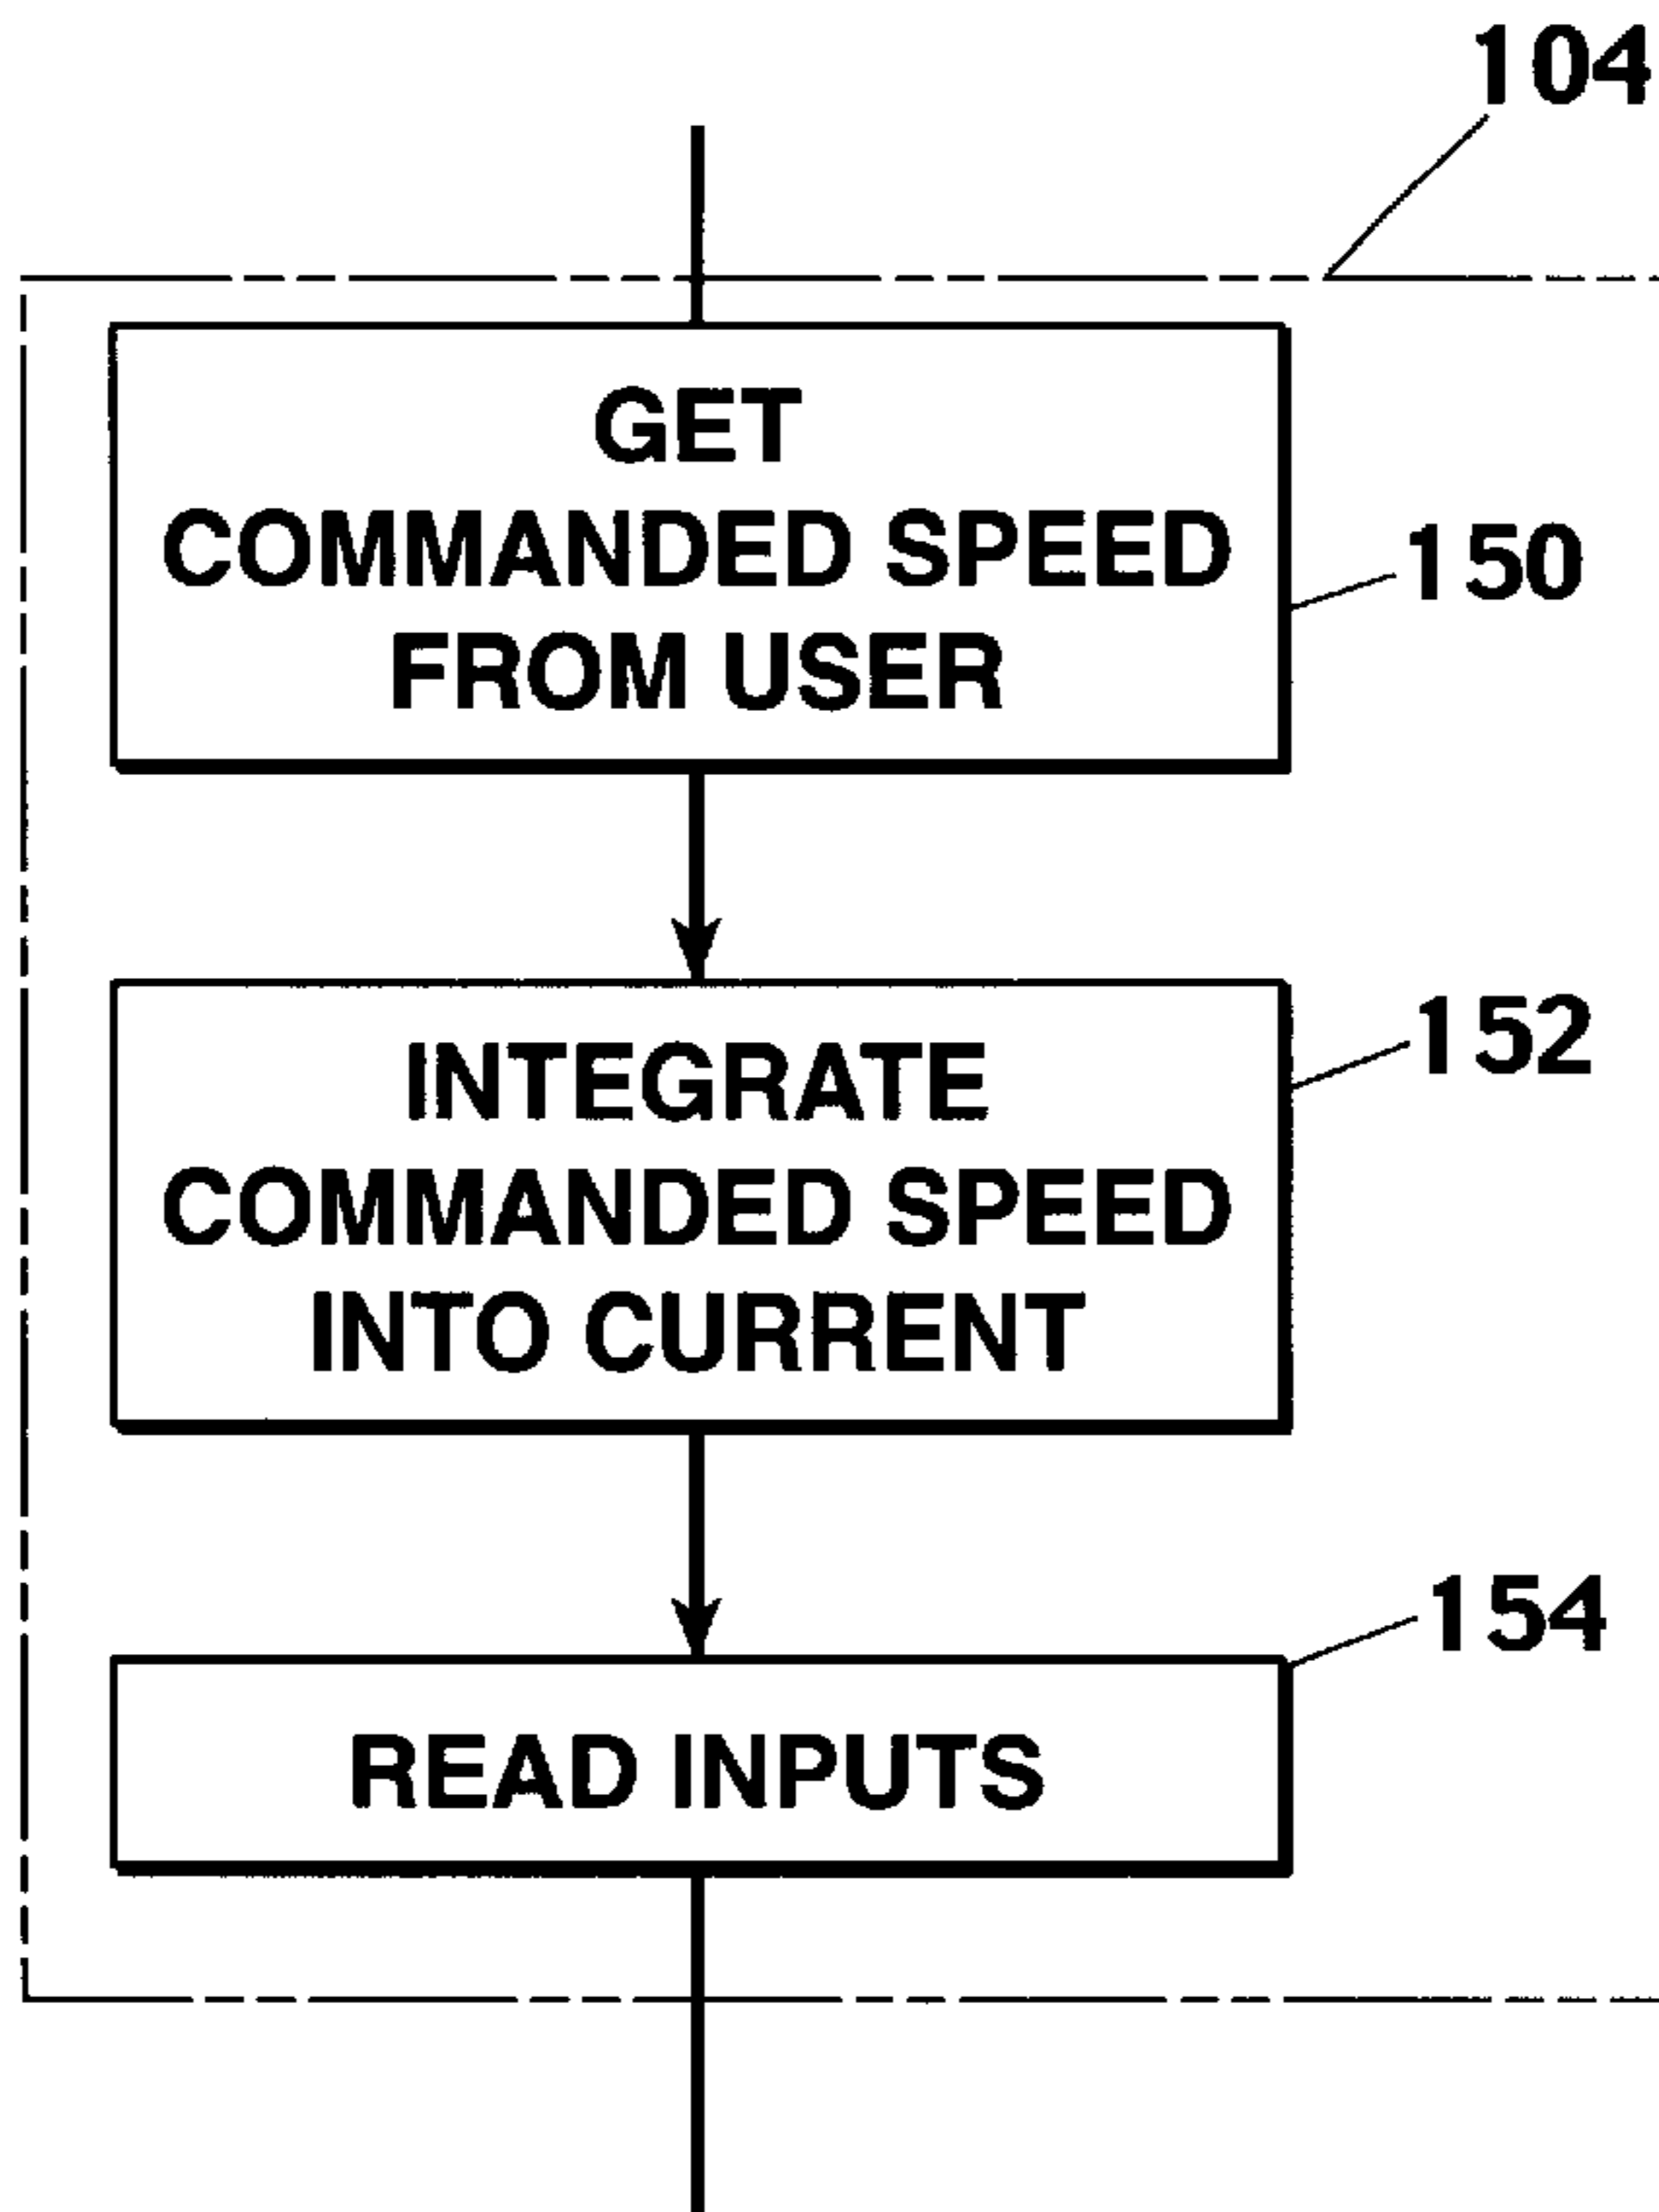 104
GET
COMMANDED SPEED
FROM USER
150
INTEGRATE
COMMANDED SPEED
INTO CURRENT
152
READ INPUTS
154